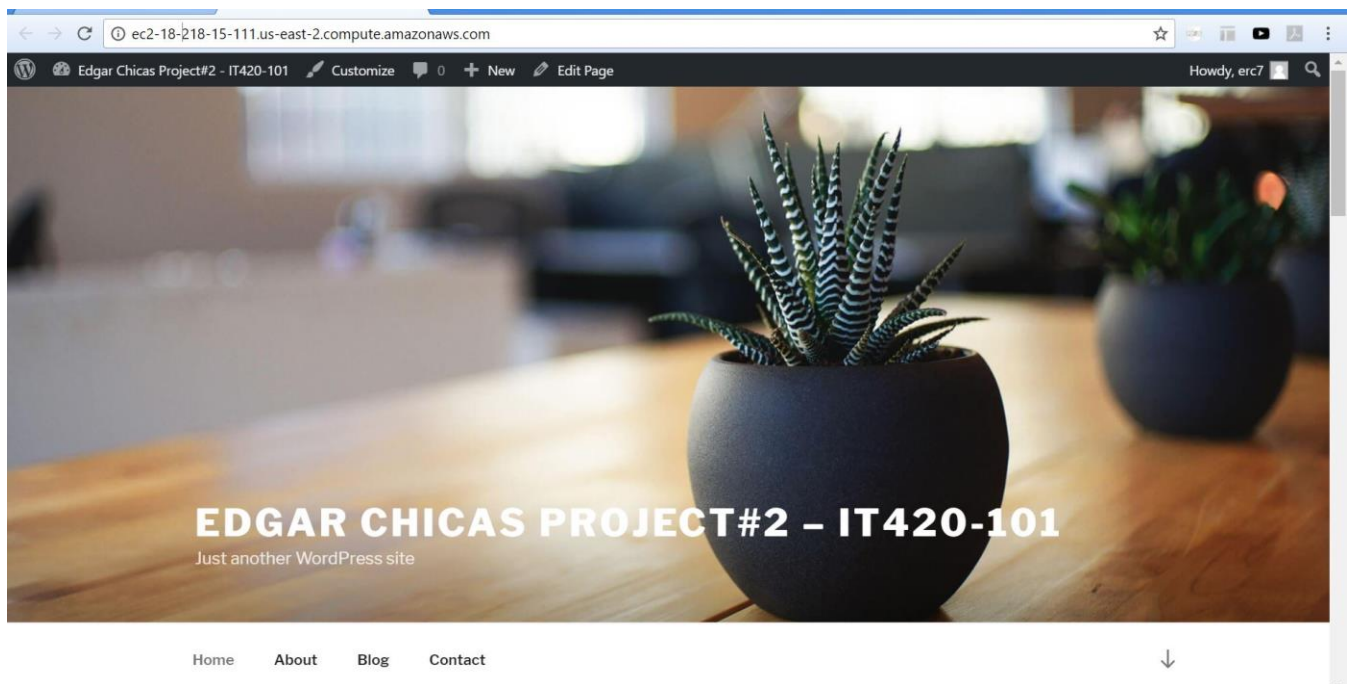 ec2-18-218-15-111.us-east-2.compute.amazonaws.com
Edgar Chicas Project#2 - IT420-101 Customize 0 New Edit Page Howdy, erc7
EDGAR CHICAS PROJECT#2 – IT420-101
Just another WordPress site
Home About Blog Contact